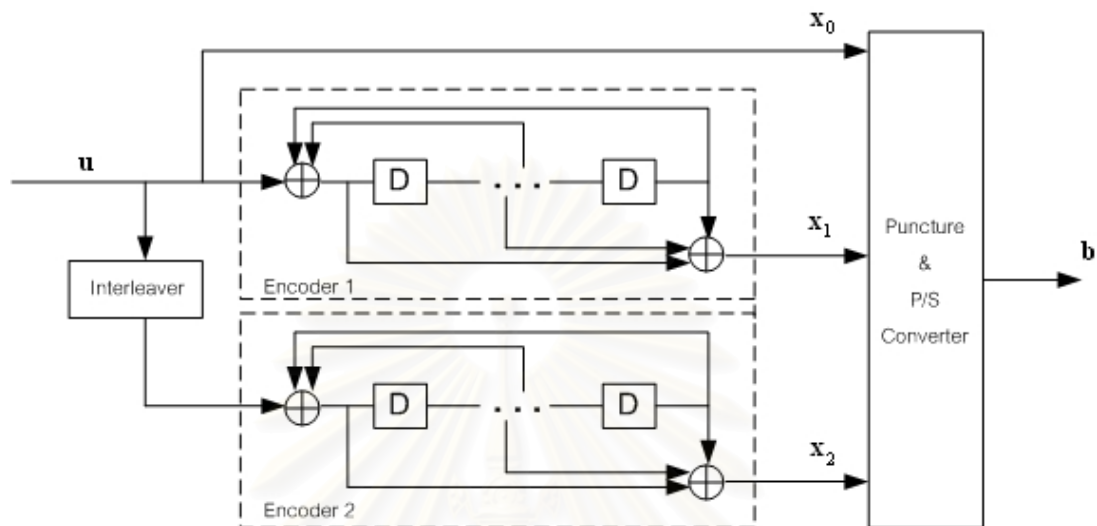 x0
u
D
. . .
D
x1
Encoder 1
Interleaver
Puncture
&
P/S
Converter
b
D
. . .
D
x2
Encoder 2